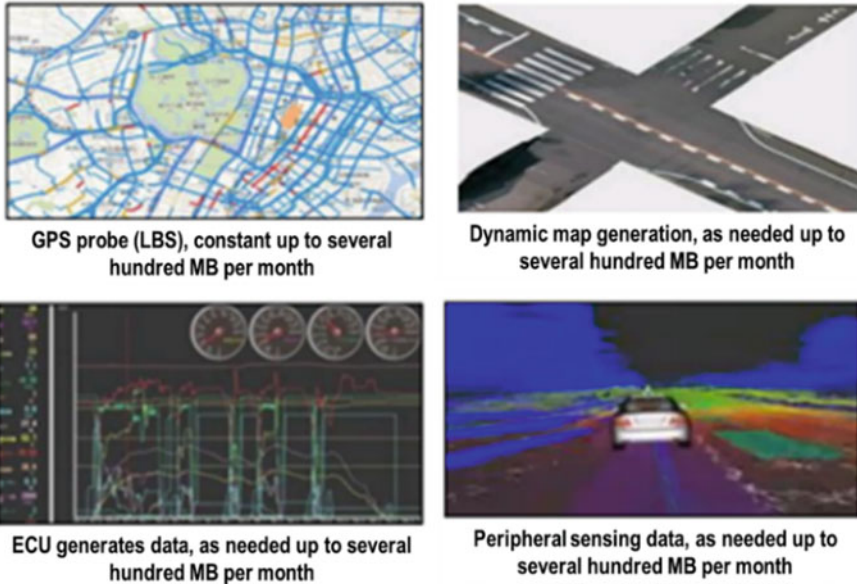 GPS probe (LBS), constant up to several
hundred MB per month
Dynamic map generation, as needed up to
several hundred MB per month
ECU generates data, as needed up to several
hundred MB per month
Peripheral sensing data, as needed up to
several hundred MB per month